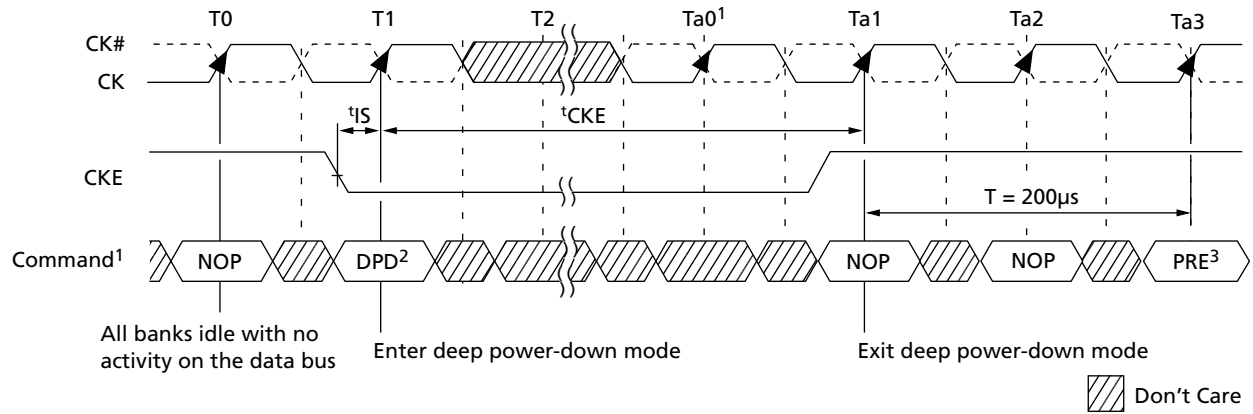 T0 T1 T2 Ta0¹ Ta1 Ta2 Ta3
CK#
CK
ᵗIS ᵗCKE
CKE
T = 200µs
Command¹ NOP DPD² NOP NOP PRE³
All banks idle with no
activity on the data bus
Enter deep power-down mode
Exit deep power-down mode
Don't Care